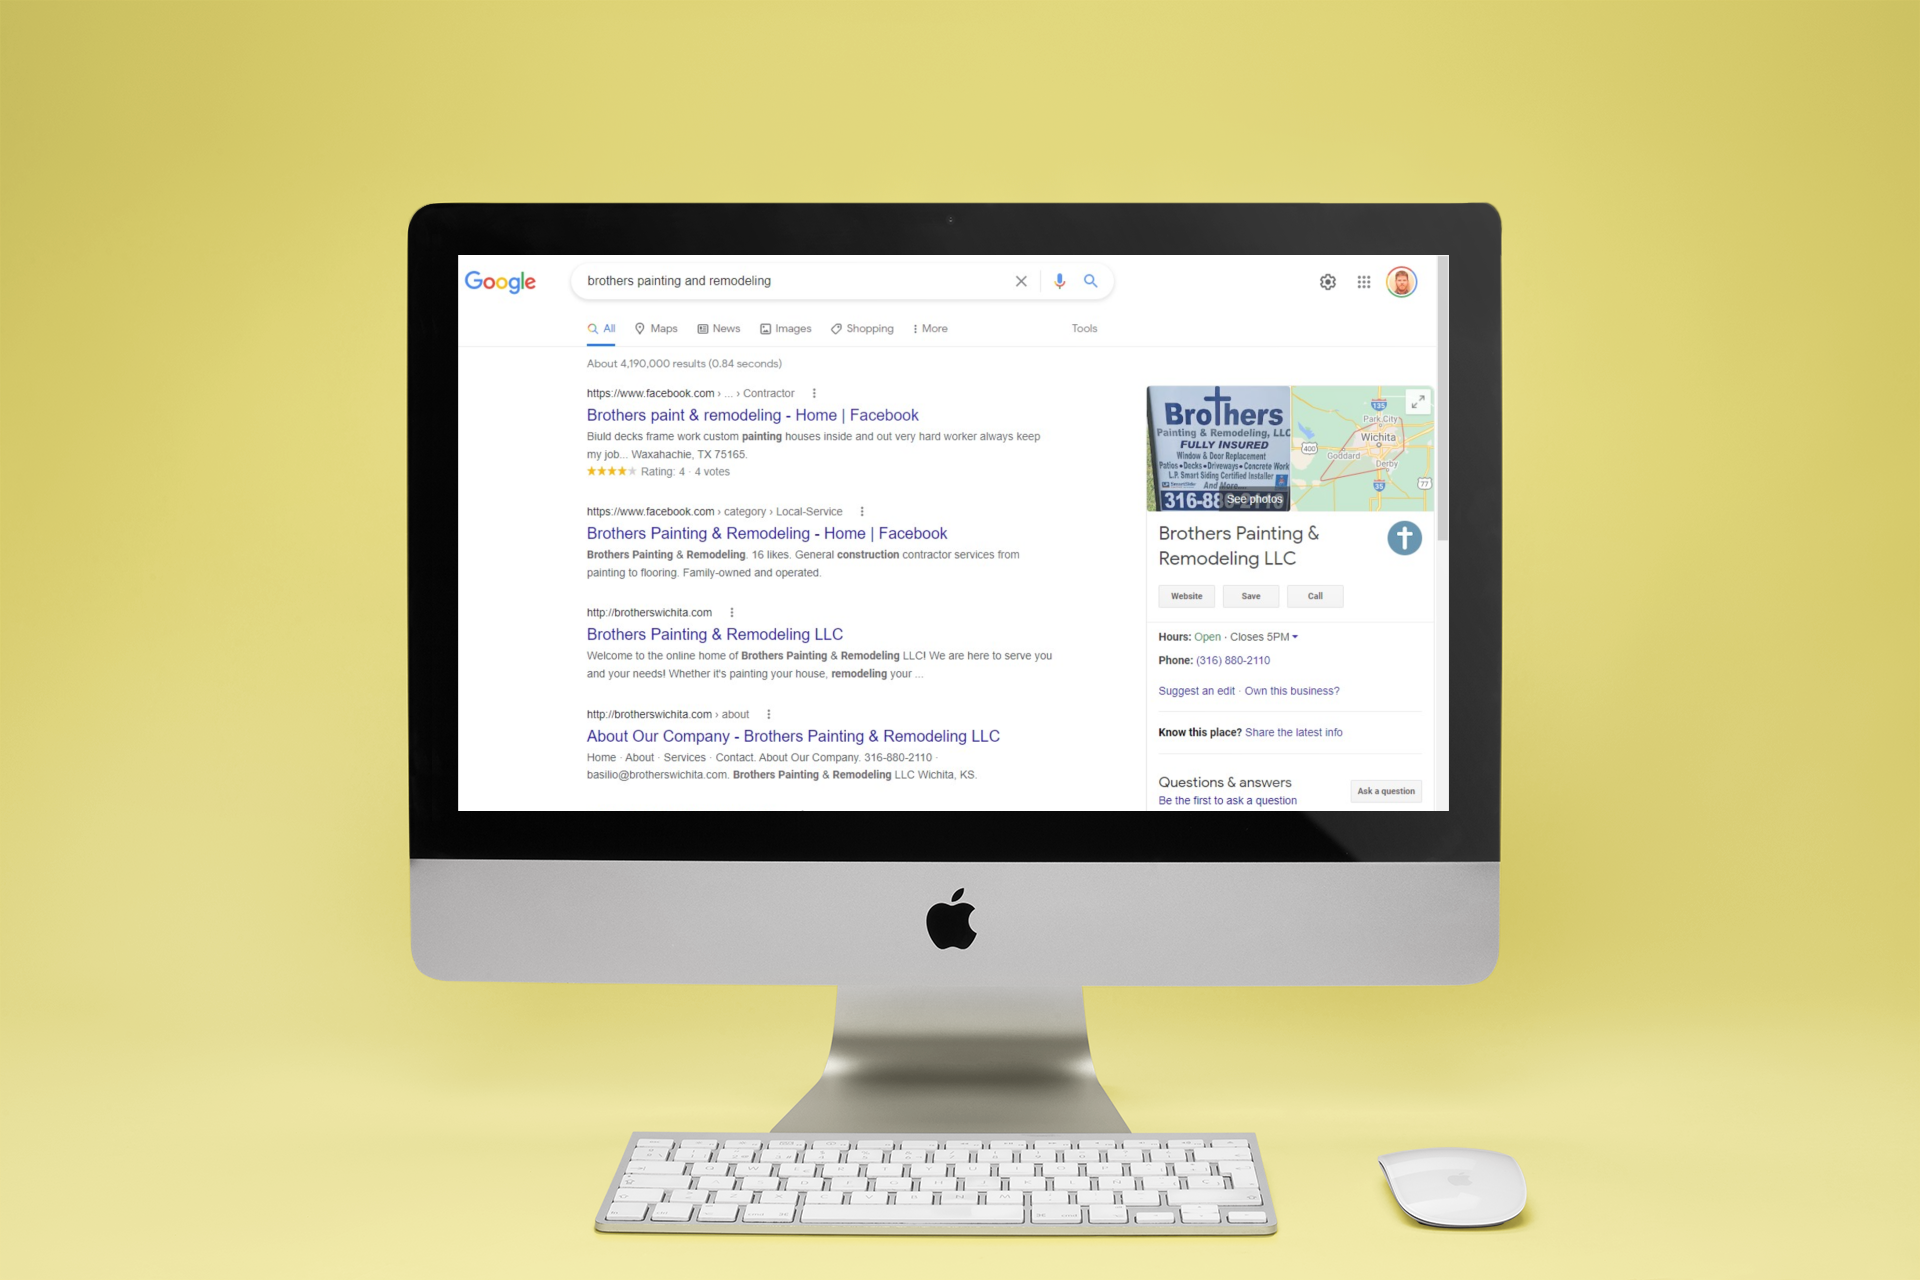 Google
brothers painting and remodeling
All
Maps
News
Images
Shopping
More
Tools
About 4,190,000 results (0.84 seconds)
https://www.facebook.com › ... › Contractor
Brothers paint & remodeling - Home | Facebook
Biuld decks frame work custom painting houses inside and out very hard worker always keep
my job... Waxahachie, TX 75165.
Rating: 4 · 4 votes
https://www.facebook.com › category › Local-Service
Brothers Painting & Remodeling - Home | Facebook
Brothers Painting & Remodeling. 16 likes. General construction contractor services from
painting to flooring. Family-owned and operated.
http://brotherswichita.com
Brothers Painting & Remodeling LLC
Welcome to the online home of Brothers Painting & Remodeling LLC! We are here to serve you
and your needs! Whether it's painting your house, remodeling your ...
http://brotherswichita.com › about
About Our Company - Brothers Painting & Remodeling LLC
Home · About · Services · Contact. About Our Company. 316-880-2110 ·
basilio@brotherswichita.com. Brothers Painting & Remodeling LLC Wichita, KS.
Brothers
Painting & Remodeling, LLC
FULLY INSURED
Window & Door Replacement
Patios • Decks • Driveways • Concrete Work
L.P. Smart Siding Certified Installer
And More...
316-880-2110
See photos
135
Park City
Wichita
400
Goddard
Derby
35
77
Brothers Painting &
Remodeling LLC
Website
Save
Call
Hours: Open · Closes 5PM
Phone: (316) 880-2110
Suggest an edit · Own this business?
Know this place? Share the latest info
Questions & answers
Ask a question
Be the first to ask a question